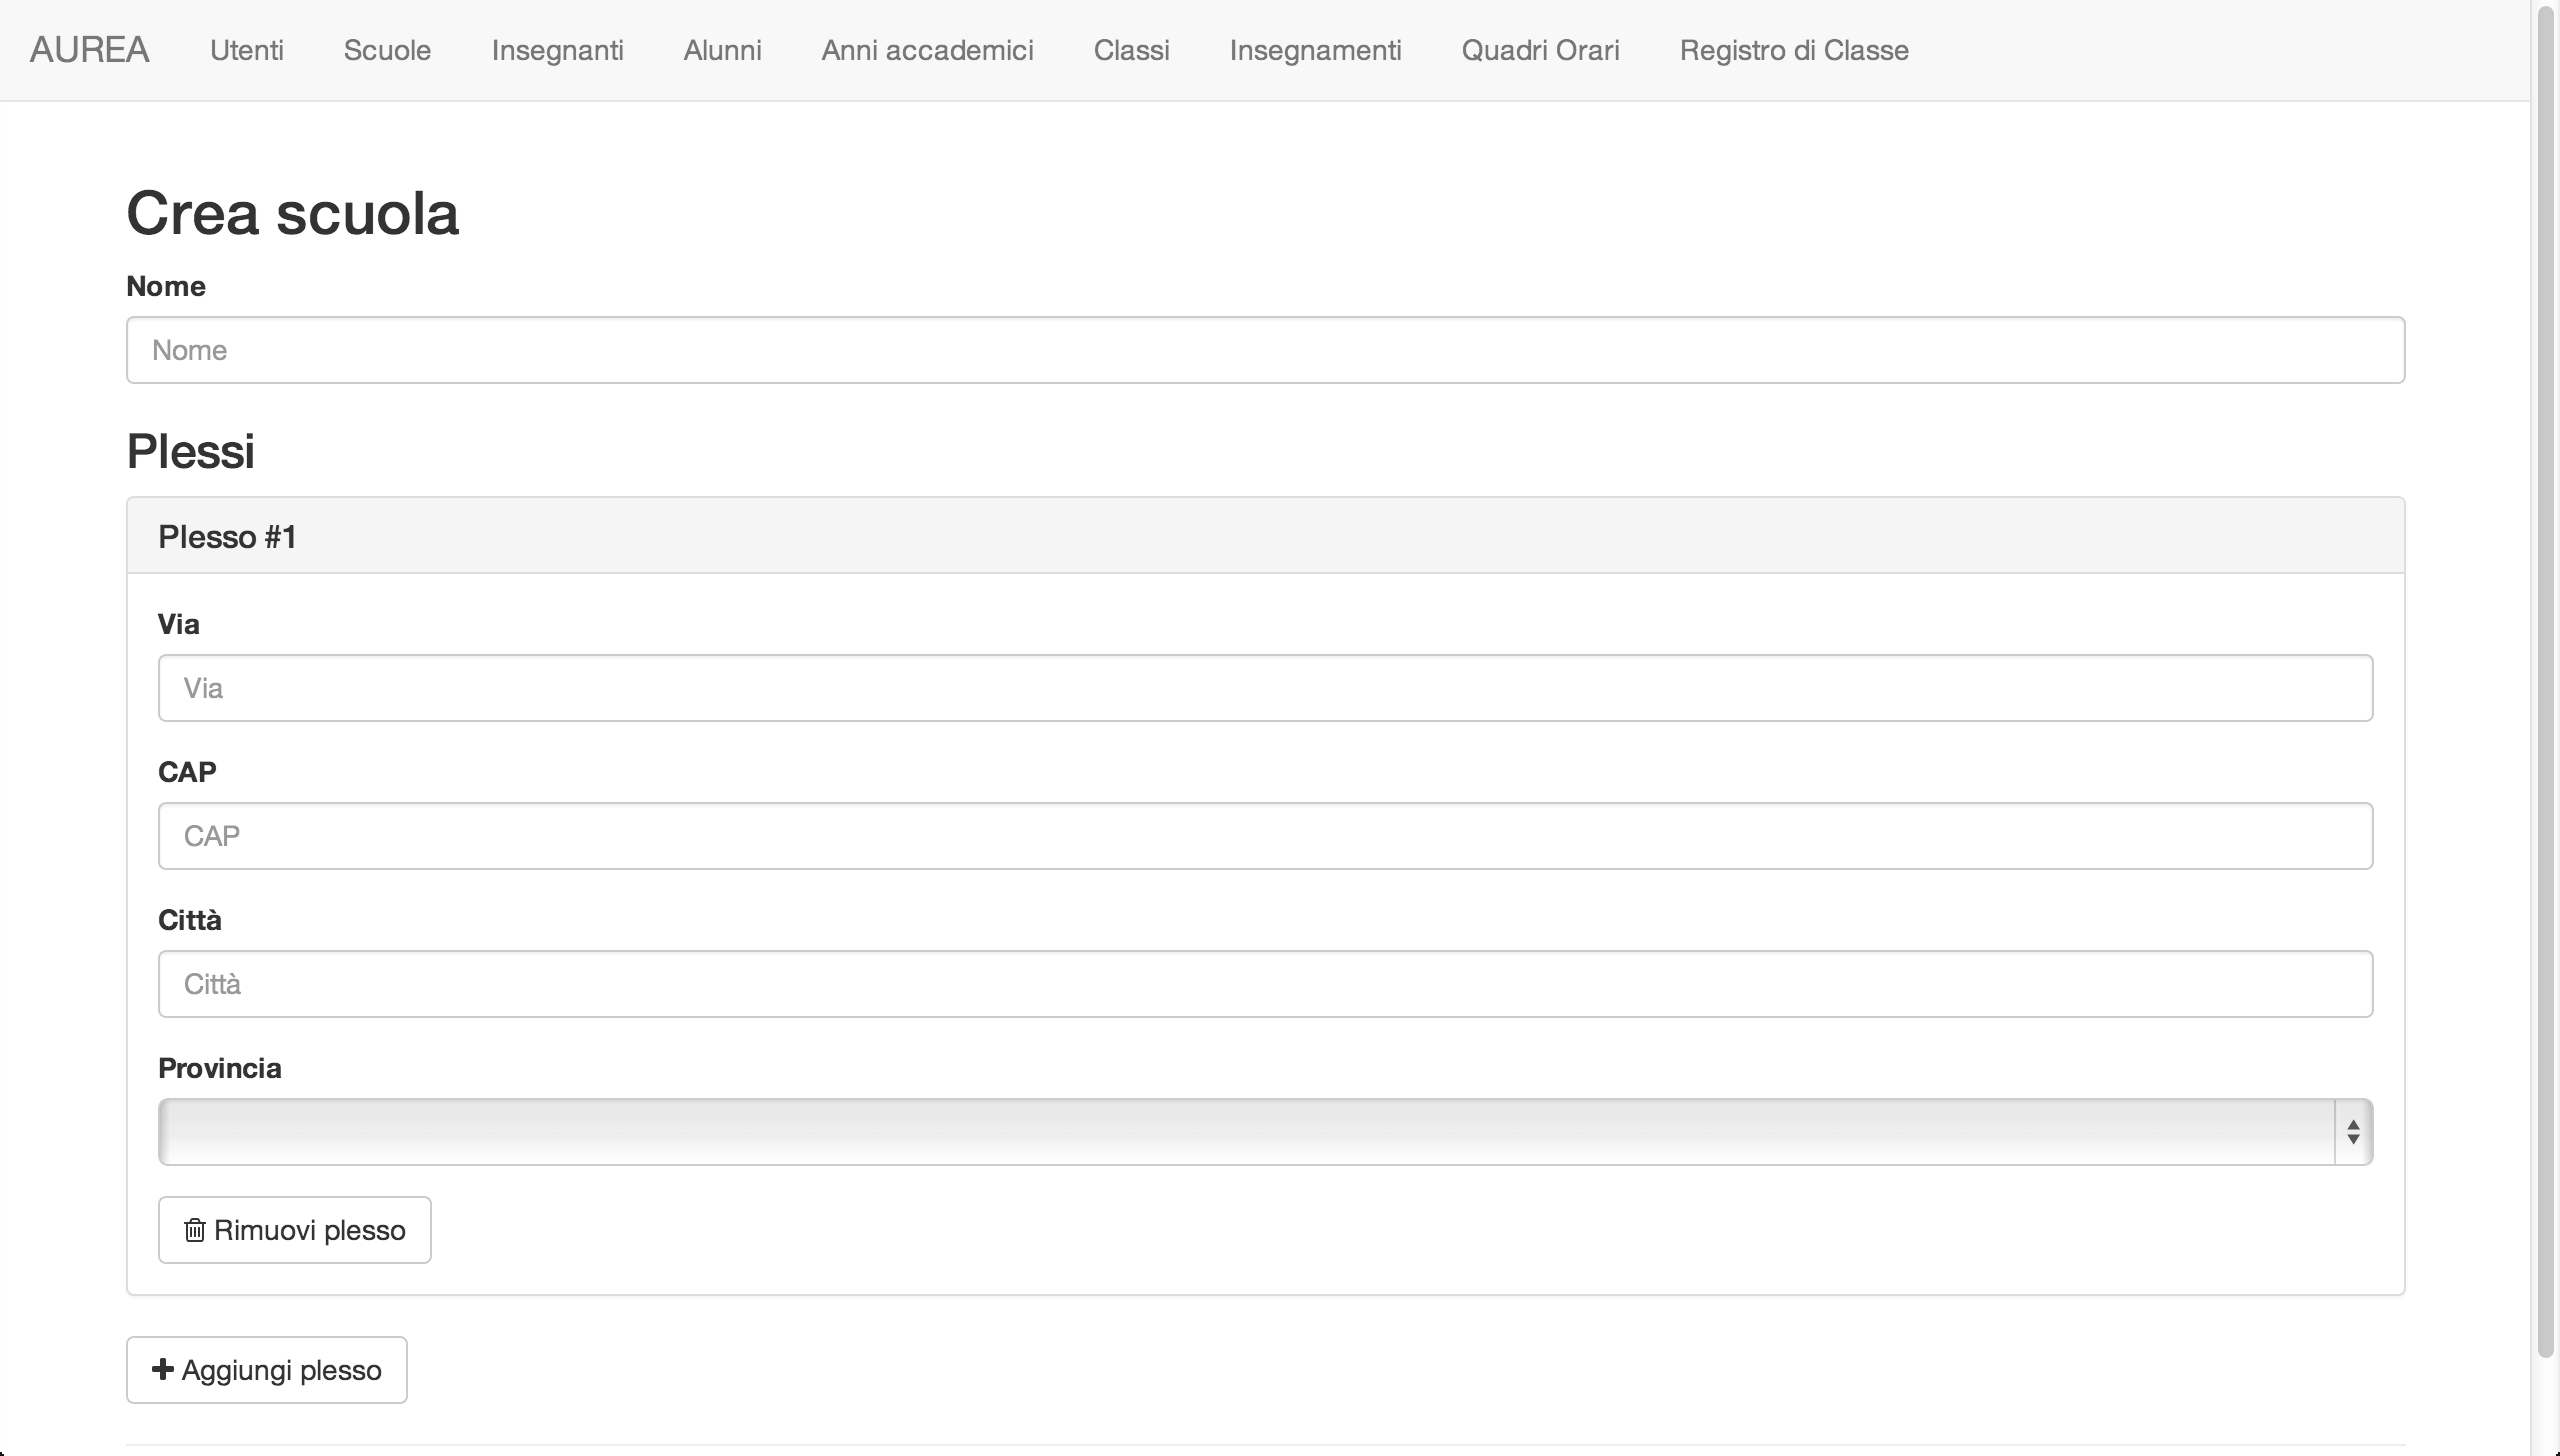 AUREA Utenti Scuole Insegnanti Alunni Anni accademici Classi Insegnamenti Quadri Orari Registro di Classe
Crea scuola
Nome
Nome
Plessi
Plesso #1
Via
Via
CAP
CAP
Città
Città
Provincia
Rimuovi plesso
Aggiungi plesso